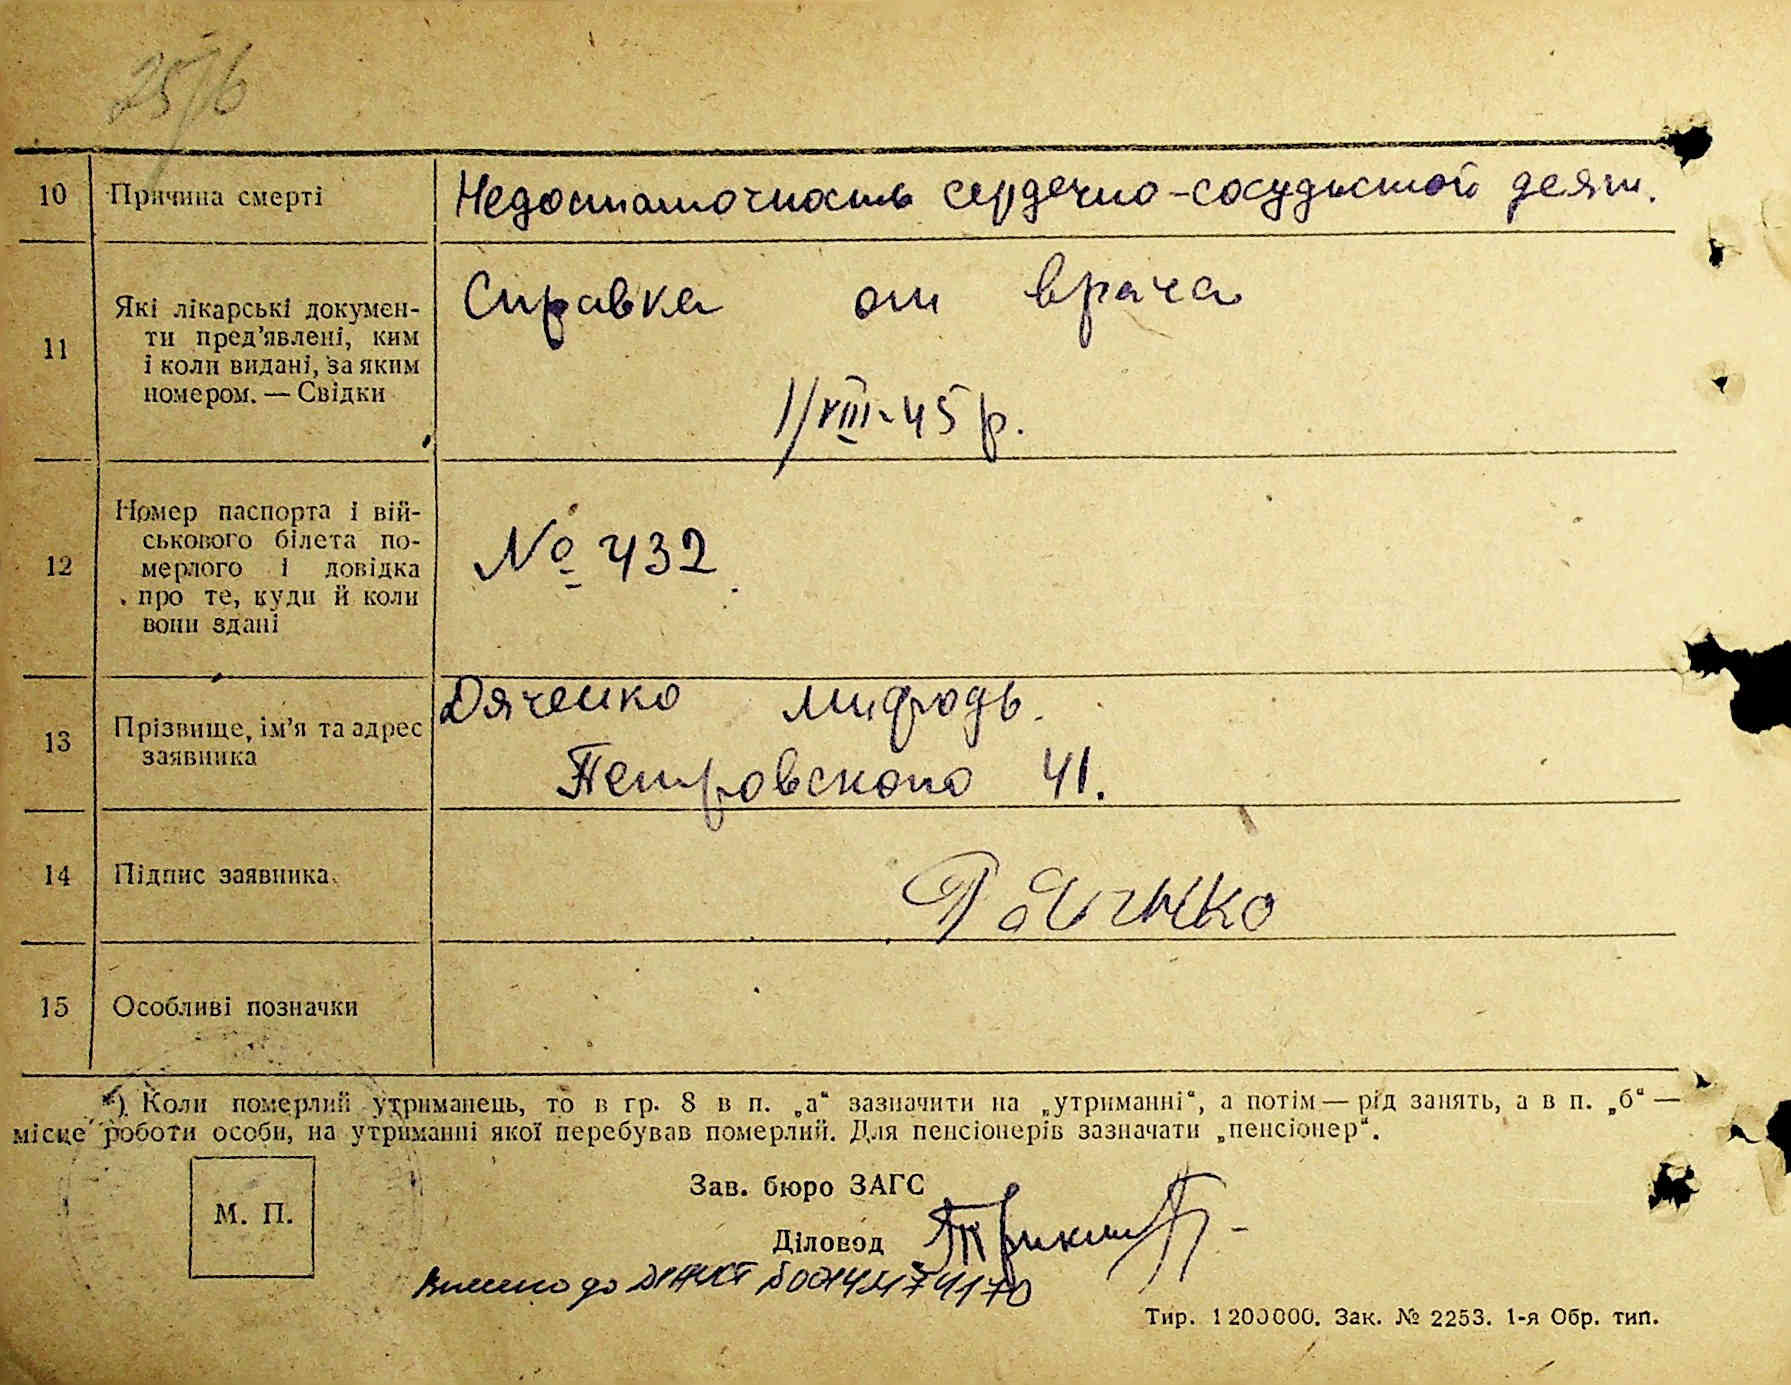 25/6
10 Причина смерті Недостаточность сердечно-сосудистой деят.
11 Які лікарські докумен-
ти пред’явлені, ким
і коли видані, за яким
номером. — Свідки
Справка от врача
1/VIII-45 р.
12 Номер паспорта і вій-
ськового білета по-
мерлого і довідка
про те, куди й коли
вони здані
№ 432
13 Прізвище, ім’я та адрес
заявника
Дяченко
Петровского 41.
14 Підпис заявника
15 Особливі позначки
*) Коли померлий утриманець, то в гр. 8 в п. „а“ зазначити на „утриманні“, а потім — рід занять, а в п. „б“ —
місце роботи особи, на утриманні якої перебував померлий. Для пенсіонерів зазначати „пенсіонер“.
М. П.
Зав. бюро ЗАГС
Діловод
Внесено до ДРАЦСГ
Тир. 1200000. Зак. № 2253. 1-я Обр. тип.